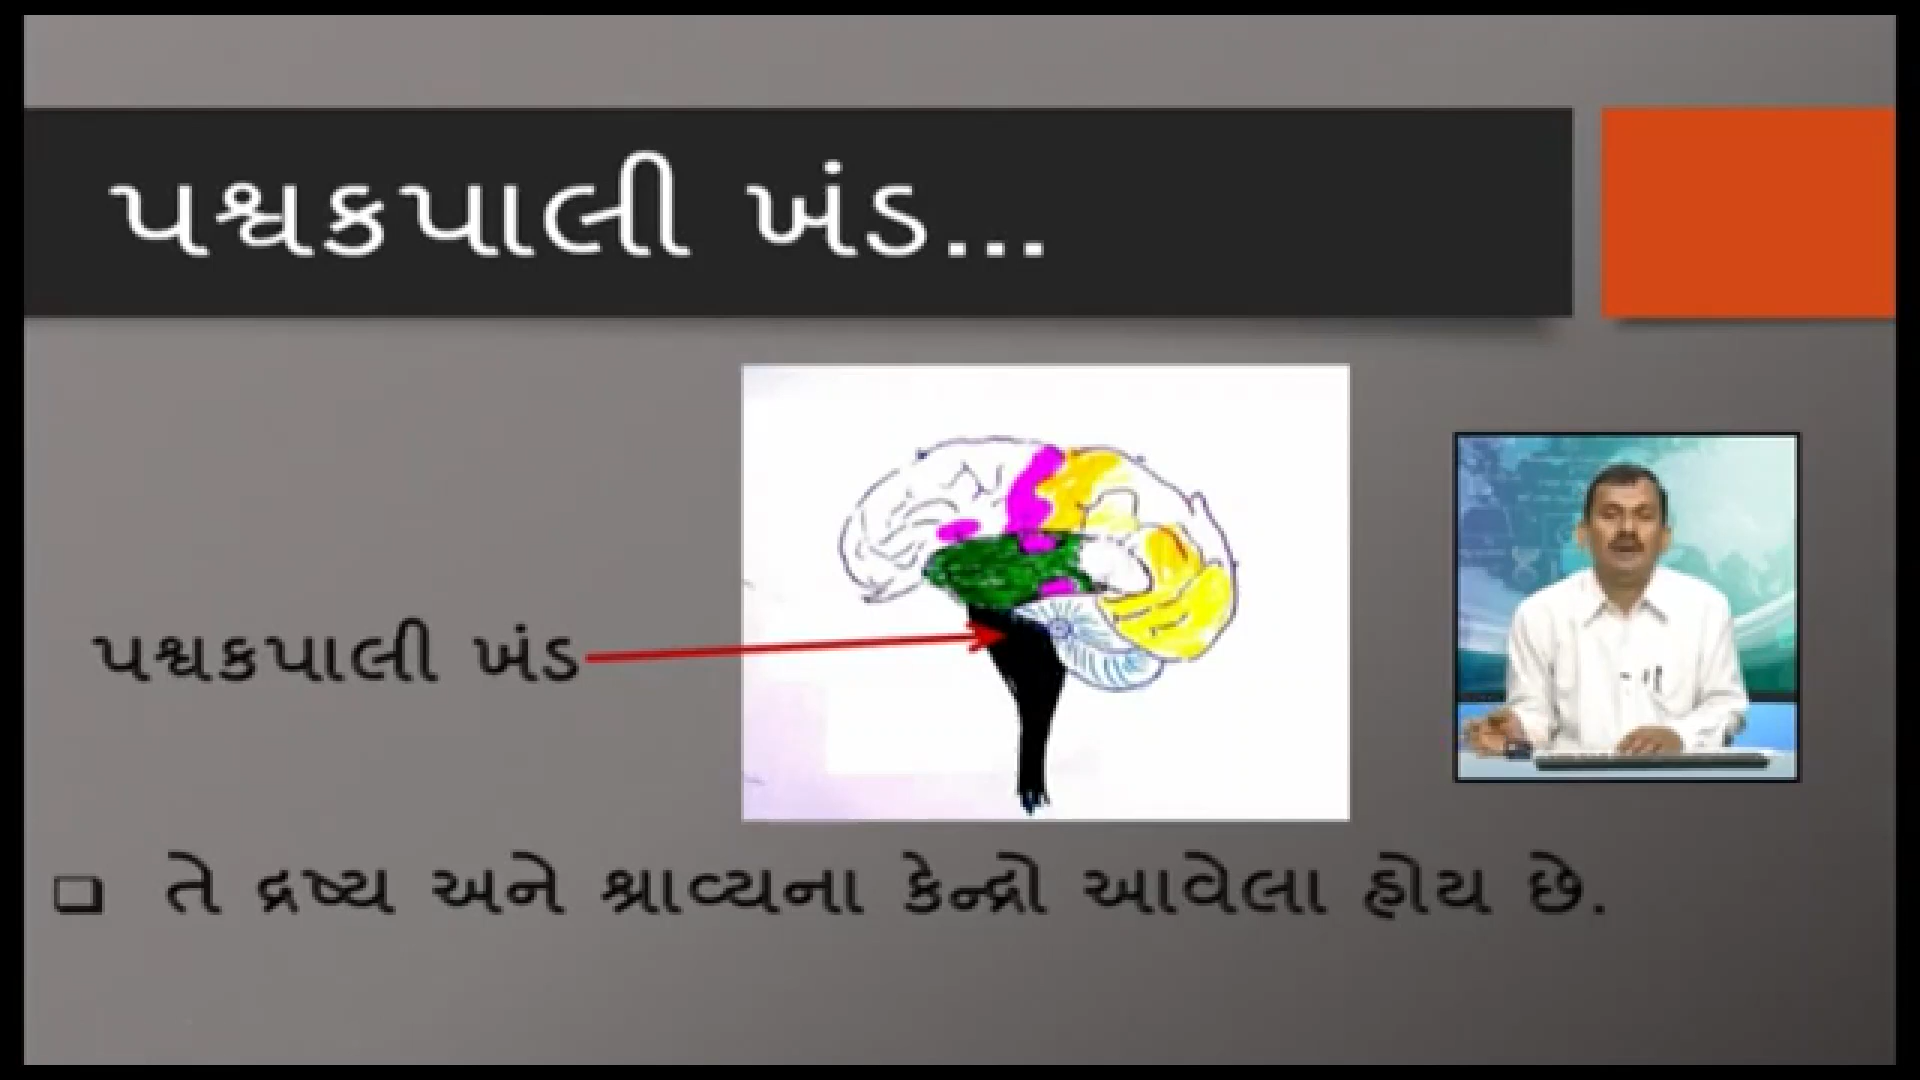 પશ્ચકપાલી ખંડ...
પશ્ચકપાલી ખંડ
તે દ્રષ્ય અને શ્રાવ્યના કેન્દ્રો આવેલા હોય છે.